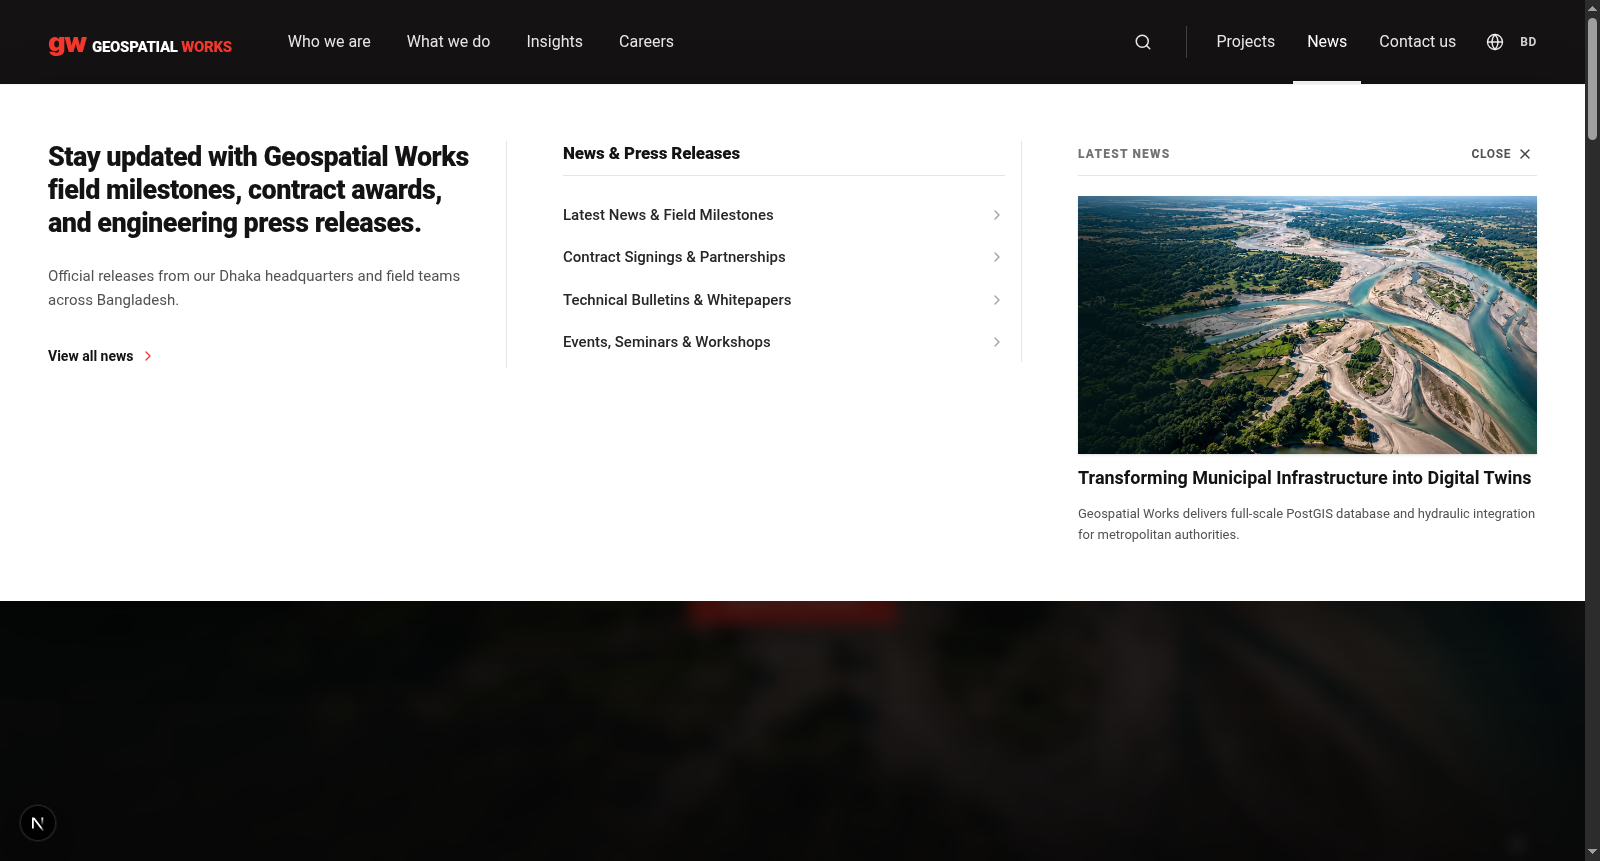 gw GEOSPATIAL WORKS
Who we are
What we do
Insights
Careers
Projects
News
Contact us
BD
Stay updated with Geospatial Works
field milestones, contract awards,
and engineering press releases.
Official releases from our Dhaka headquarters and field teams
across Bangladesh.
View all news
News & Press Releases
Latest News & Field Milestones
Contract Signings & Partnerships
Technical Bulletins & Whitepapers
Events, Seminars & Workshops
LATEST NEWS
CLOSE
Transforming Municipal Infrastructure into Digital Twins
Geospatial Works delivers full-scale PostGIS database and hydraulic integration
for metropolitan authorities.
N